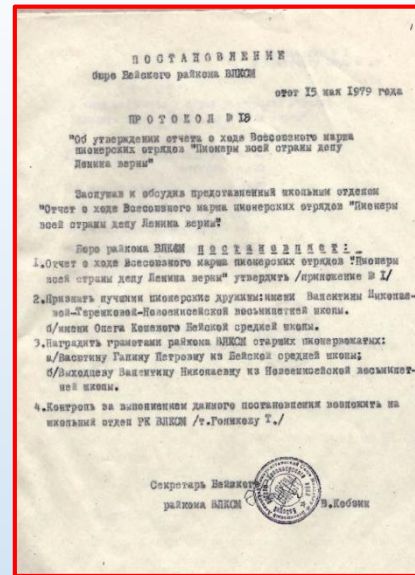 ПОСТАНОВЛЕНИЕ
бюро Бейского райкома ВЛКСМ
отот 15 мая 1979 года
ПРОТОКОЛ № 18
"Об утверждении отчета о ходе Всесоюзного марша
пионерских отрядов "Пионеры всей страны делу
Ленина верны"
Заслушав и обсудив представленный школьным отделом
"Отчет о ходе Всесоюзного марша пионерских отрядов "Пионеры
всей страны делу Ленина верны".
Бюро райкома ВЛКСМ постановляет:
1.Отчет о ходе Всесоюзного марша пионерских отрядов "Пионеры
всей страны делу Ленина верны" утвердить /приложение № 1/
2.Признать лучшими пионерские дружины:имени Валентины Николае-
вой-Терешковой-Новоенисейской восьмилетней школы.
б/имени Олега Кошевого Бейской средней школы.
3.Наградить грамотами райкома ВЛКСМ старших пионервожатых:
а/ Галину Петровну из Бейской средней школы;
б/Выходцеву Валентину Николаевну из Новоенисейской восьмилет-
ней школы.
4.Контроль за выполнением данного постановления возложить на
школьный отдел РК ВЛКСМ /т. Т./
Секретарь Бейского
райкома ВЛКСМ В.Кобзик